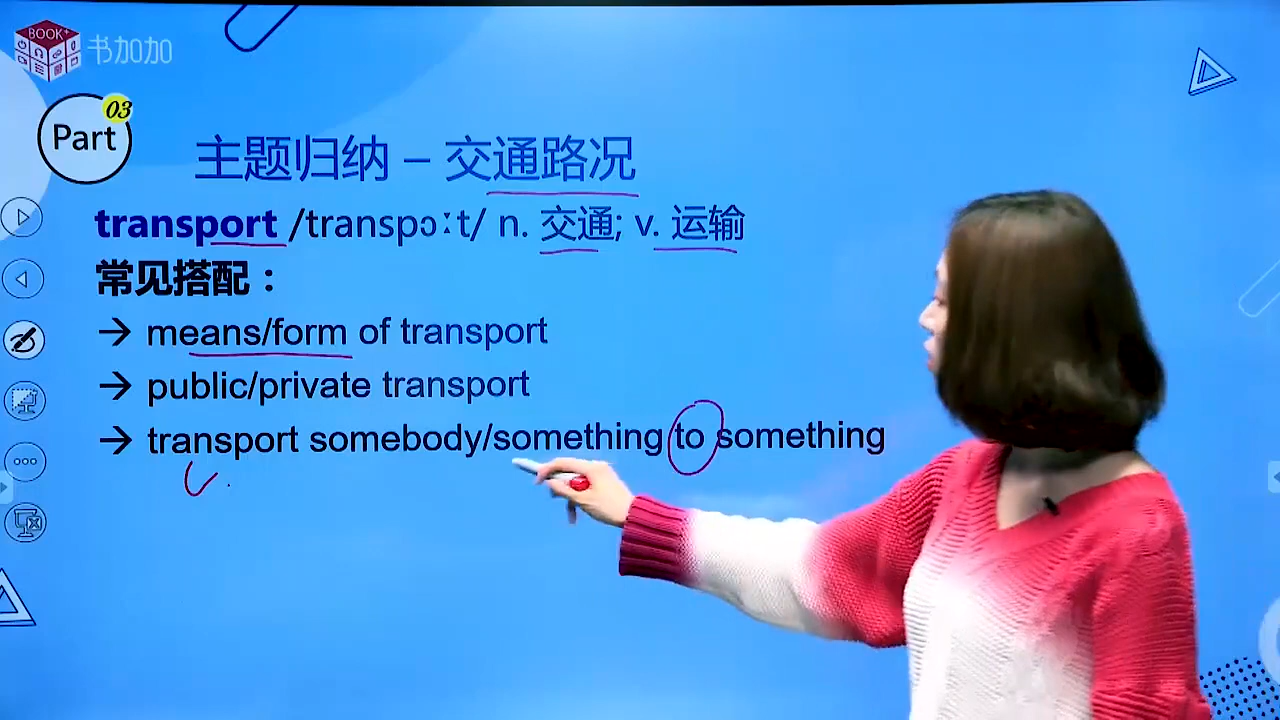 BOOK+
书加加
03
Part
主题归纳 – 交通路况
transport /transpɔːt/ n. 交通; v. 运输
常见搭配：
→ means/form of transport
→ public/private transport
→ transport somebody/something to something
v.